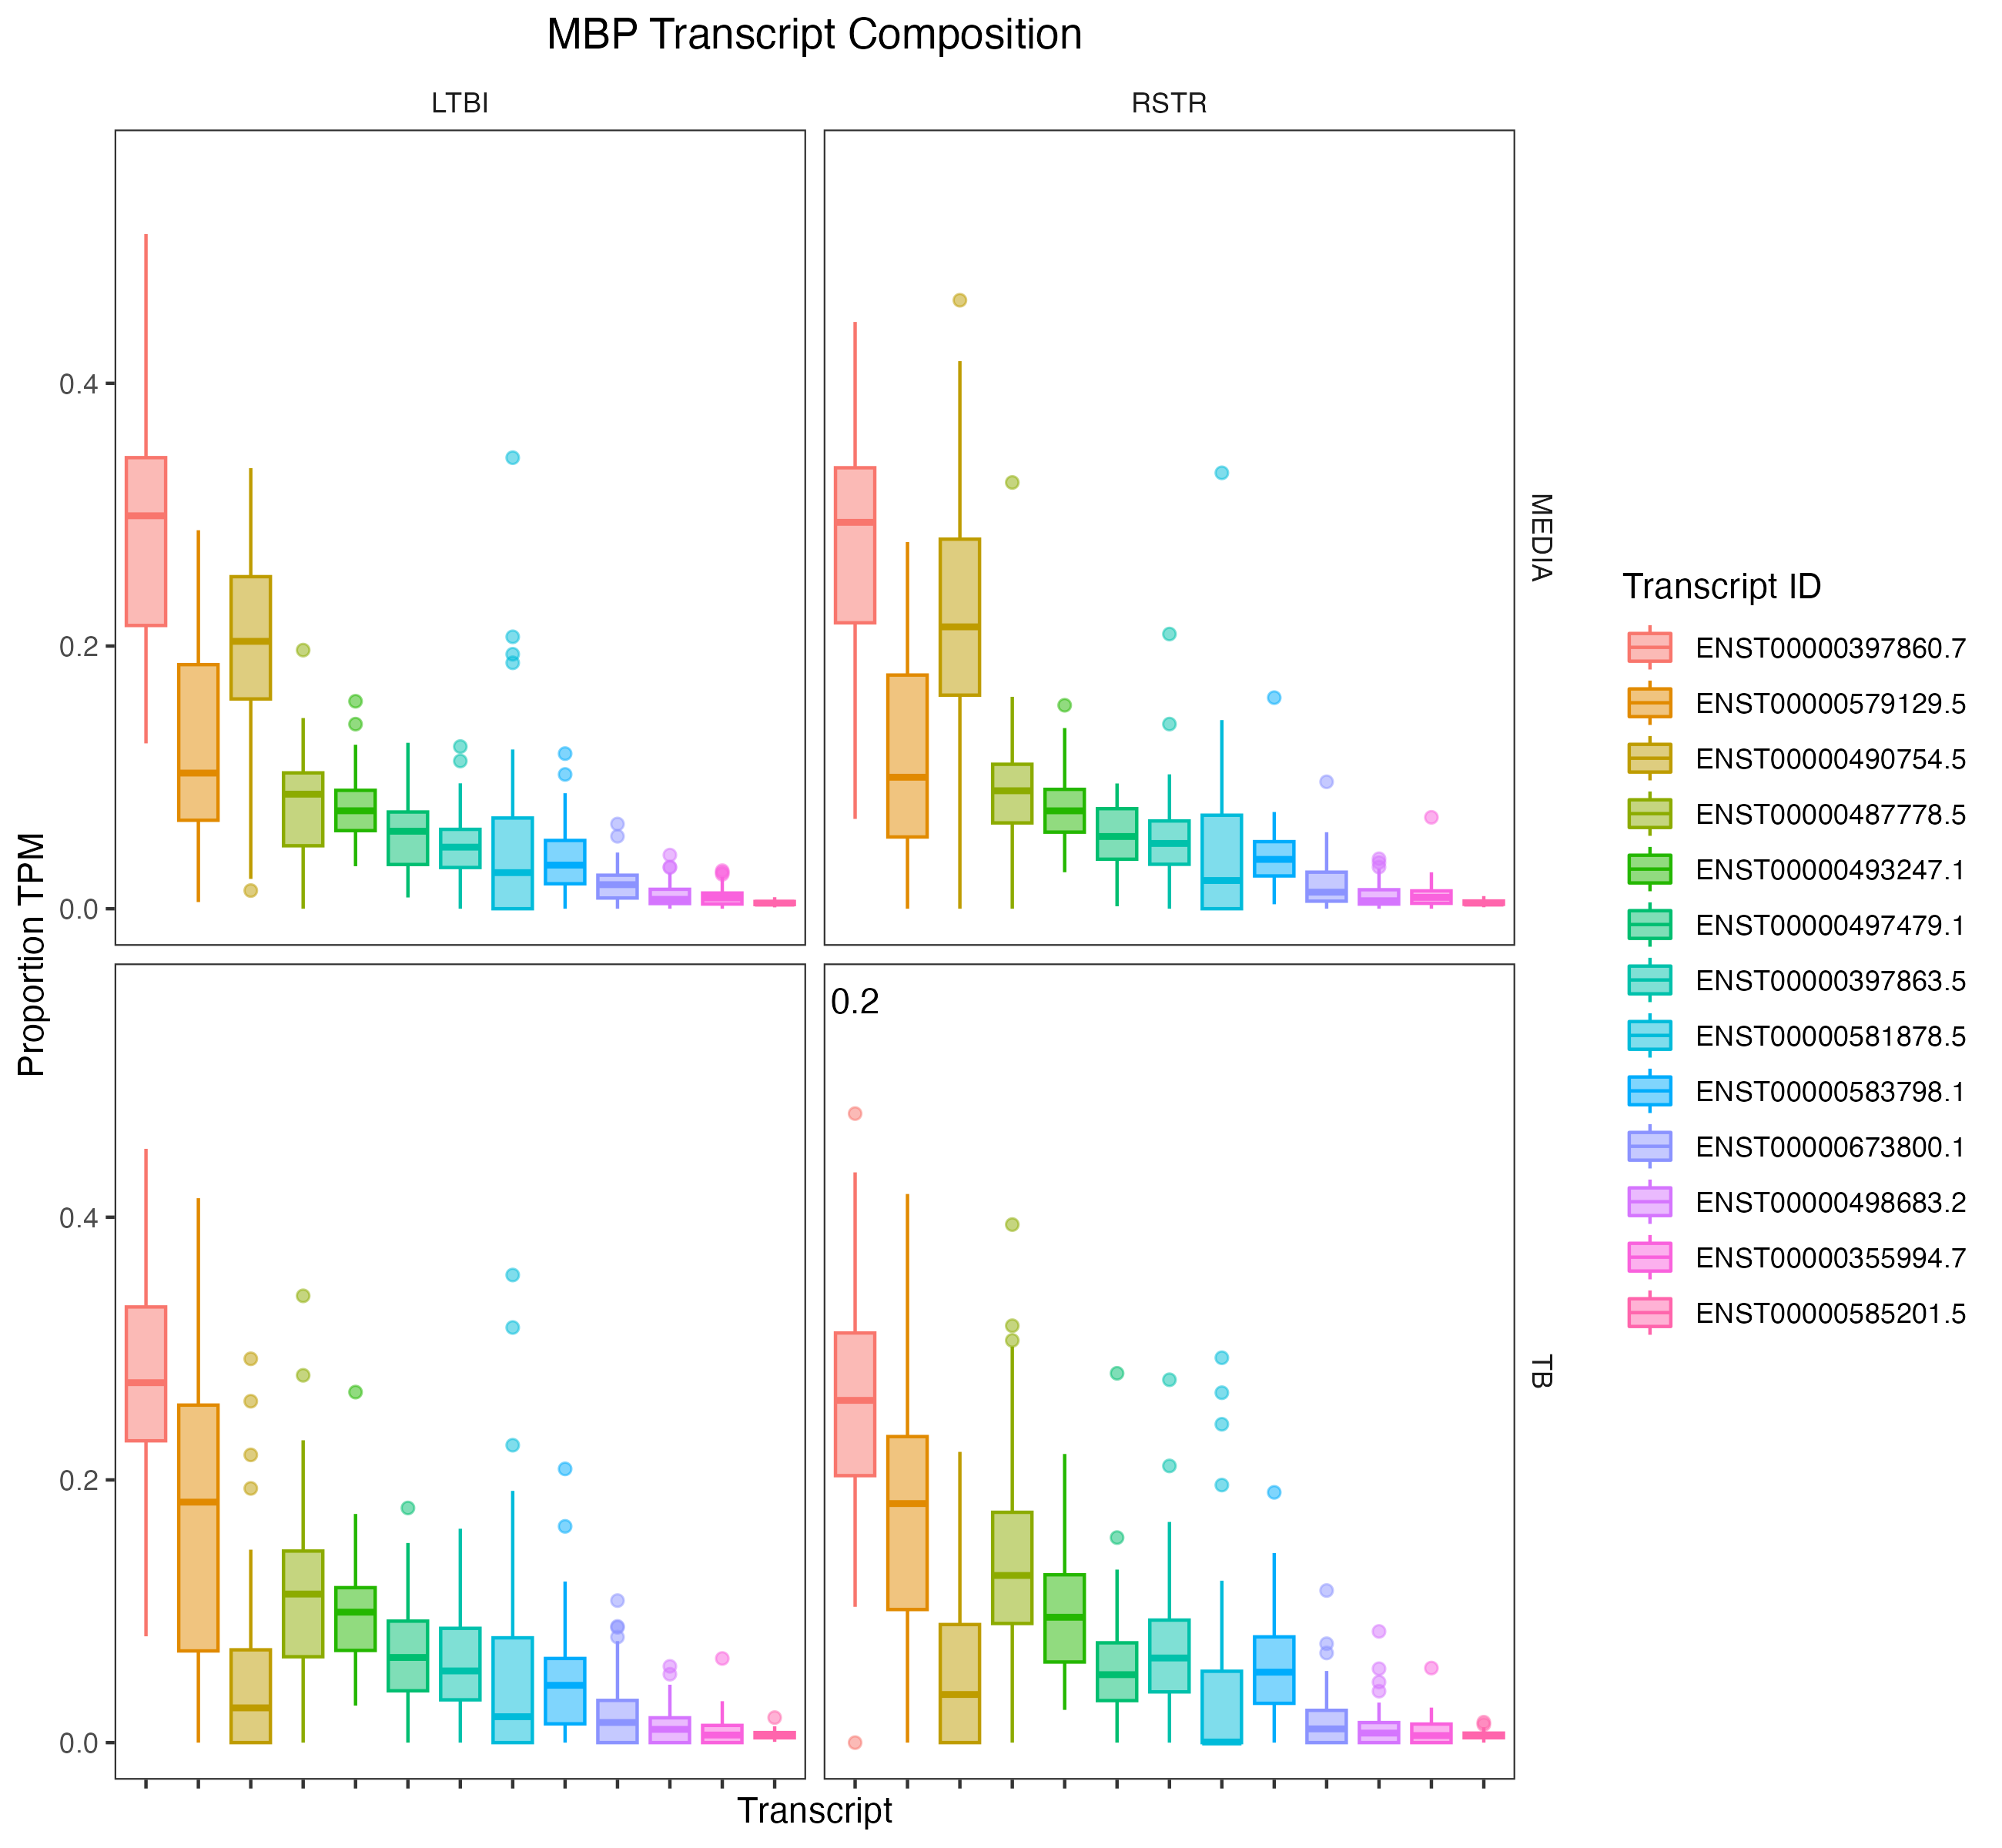 MBP Transcript Composition
LTBI
RSTR
Proportion TPM
0.4
0.2
0.0
MEDIA
0.2
0.4
0.2
0.0
TB
Transcript
Transcript ID
ENST00000397860.7
ENST00000579129.5
ENST00000490754.5
ENST00000487778.5
ENST00000493247.1
ENST00000497479.1
ENST00000397863.5
ENST00000581878.5
ENST00000583798.1
ENST00000673800.1
ENST00000498683.2
ENST00000355994.7
ENST00000585201.5